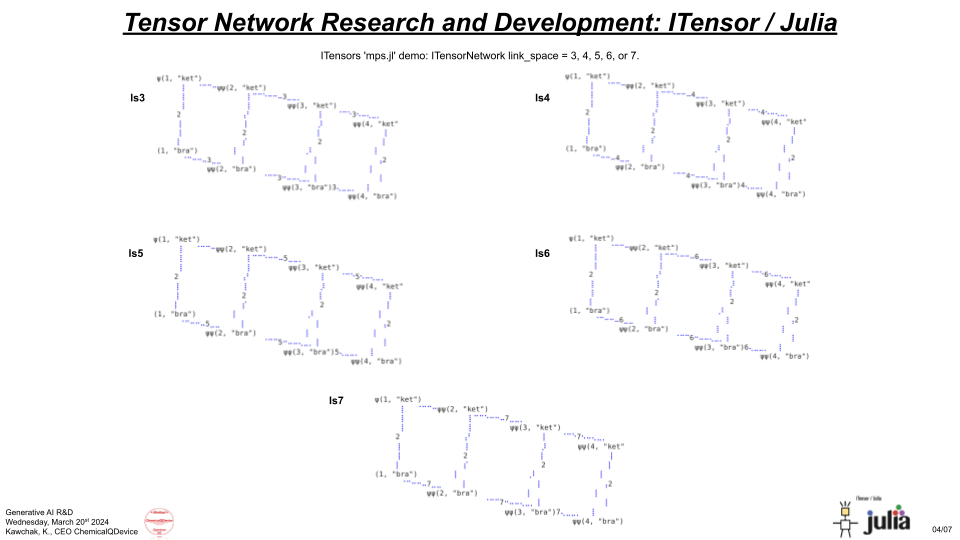 Tensor Network Research and Development: ITensor / Julia
ITensors 'mps.jl' demo: ITensorNetwork link_space = 3, 4, 5, 6, or 7.
ls3
ψ(1, "ket")
ψψ(2, "ket")
3
ψψ(3, "ket")
3
ψψ(4, "ket"
2
2
2
2
(1, "bra")
3
ψψ(2, "bra")
3
ψψ(3, "bra")3
ψψ(4, "bra")
ls4
ψ(1, "ket")
ψψ(2, "ket")
4
ψψ(3, "ket")
4
ψψ(4, "ket"
2
2
2
2
(1, "bra")
4
ψψ(2, "bra")
4
ψψ(3, "bra")4
ψψ(4, "bra")
ls5
ψ(1, "ket")
ψψ(2, "ket")
5
ψψ(3, "ket")
5
ψψ(4, "ket"
2
2
2
2
(1, "bra")
5
ψψ(2, "bra")
5
ψψ(3, "bra")5
ψψ(4, "bra")
ls6
ψ(1, "ket")
ψψ(2, "ket")
6
ψψ(3, "ket")
6
ψψ(4, "ket"
2
2
2
2
(1, "bra")
6
ψψ(2, "bra")
6
ψψ(3, "bra")6
ψψ(4, "bra")
ls7
ψ(1, "ket")
ψψ(2, "ket")
7
ψψ(3, "ket")
7
ψψ(4, "ket"
2
2
2
2
(1, "bra")
7
ψψ(2, "bra")
7
ψψ(3, "bra")7
ψψ(4, "bra")
Generative AI R&D
Wednesday, March 20st 2024
Kawchak, K., CEO ChemicalQDevice
ChemicalQDevice
ITensor / Julia
julia
04/07